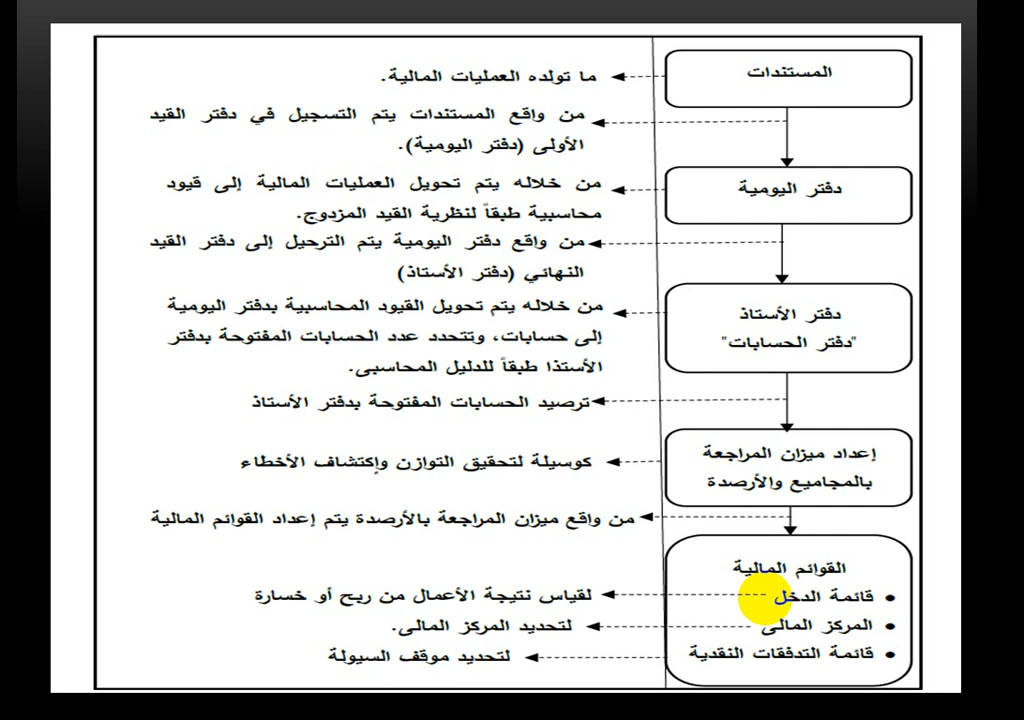 المستندات
ما تولده العمليات المالية.
من واقع المستندات يتم التسجيل في دفتر القيد
الأولى (دفتر اليومية).
دفتر اليومية
من خلاله يتم تحويل العمليات المالية إلى قيود
محاسبية طبقاً لنظرية القيد المزدوج.
من واقع دفتر اليومية يتم الترحيل إلى دفتر القيد
النهائي (دفتر الأستاذ)
دفتر الأستاذ
"دفتر الحسابات"
من خلاله يتم تحويل القيود المحاسبية بدفتر اليومية
إلى حسابات، وتتحدد عدد الحسابات المفتوحة بدفتر
الأستذا طبقاً للدليل المحاسبى.
ترصيد الحسابات المفتوحة بدفتر الأستاذ
إعداد ميزان المراجعة
بالمجاميع والأرصدة
كوسيلة لتحقيق التوازن وإكتشاف الأخطاء
من واقع ميزان المراجعة بالأرصدة يتم إعداد القوائم المالية
القوائم المالية
• قائمة الدخل
لقياس نتيجة الأعمال من ربح أو خسارة
• المركز المالى
لتحديد المركز المالى.
• قائمة التدفقات النقدية
لتحديد موقف السيولة